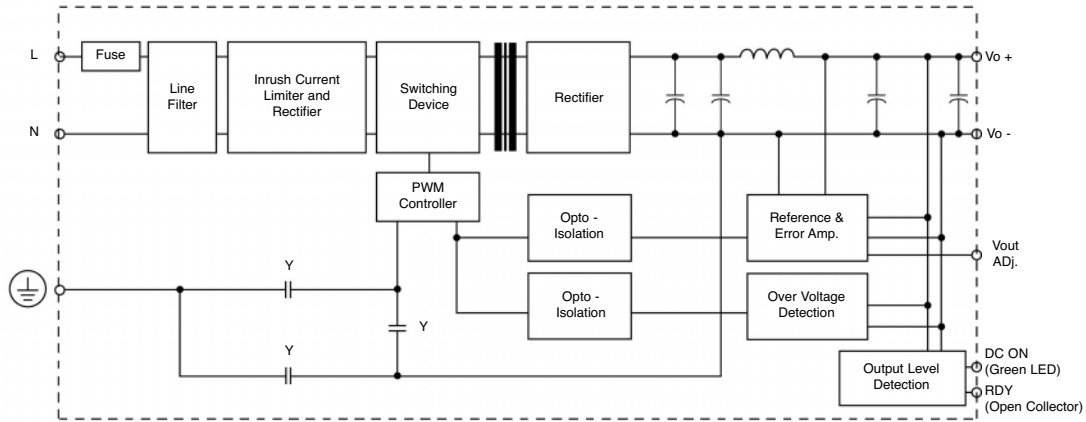 L
Fuse
Line
Filter
Inrush Current
Limiter and
Rectifier
Switching
Device
Rectifier
Vo +
N
Vo -
PWM
Controller
Opto -
Isolation
Reference &
Error Amp.
Vout
ADj.
Y
Opto -
Isolation
Over Voltage
Detection
Y
Y
Output Level
Detection
DC ON
(Green LED)
RDY
(Open Collector)